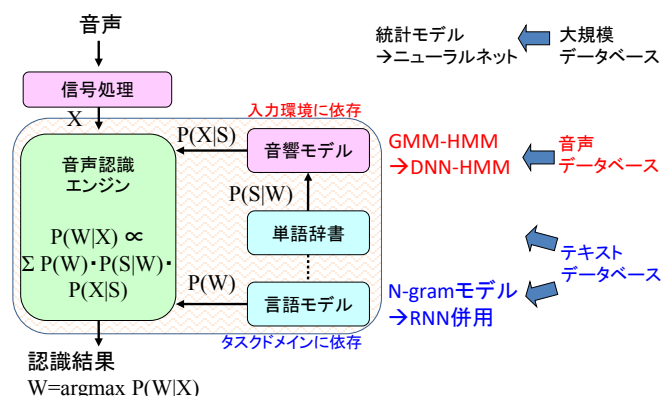 音声
統計モデル
→ニューラルネット
大規模
データベース
信号処理
X
入力環境に依存
P(X|S)
音響モデル
GMM-HMM
→DNN-HMM
音声
データベース
音声認識
エンジン
P(S|W)
単語辞書
P(W|X) ∝
Σ P(W)・P(S|W)・
P(X|S)
テキスト
データベース
P(W)
言語モデル
N-gramモデル
→RNN併用
タスクドメインに依存
認識結果
W=argmax P(W|X)